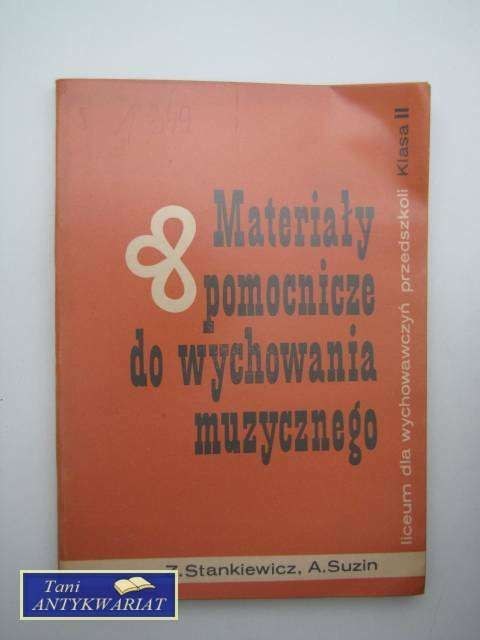 Materiały
pomocnicze
do wychowania
muzycznego
liceum dla wychowawczyń przedszkoli Klasa II
Z. Stankiewicz, A. Suzin
Tani
ANTYKWARIAT